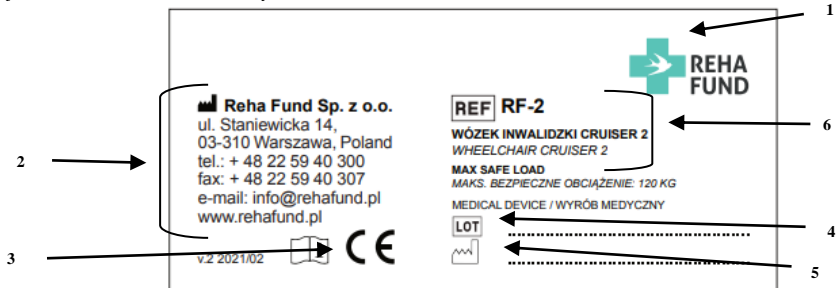 1
REHA
FUND
Reha Fund Sp. z o.o.
ul. Staniewicka 14,
03-310 Warszawa, Poland
tel.: + 48 22 59 40 300
fax: + 48 22 59 40 307
e-mail: info@rehafund.pl
www.rehafund.pl
2
3
v.2 2021/02
CE
REF RF-2
WÓZEK INWALIDZKI CRUISER 2
WHEELCHAIR CRUISER 2
6
MAX SAFE LOAD
MAKS. BEZPIECZNE OBCIĄŻENIE: 120 KG
MEDICAL DEVICE / WYRÓB MEDYCZNY
LOT
4
5